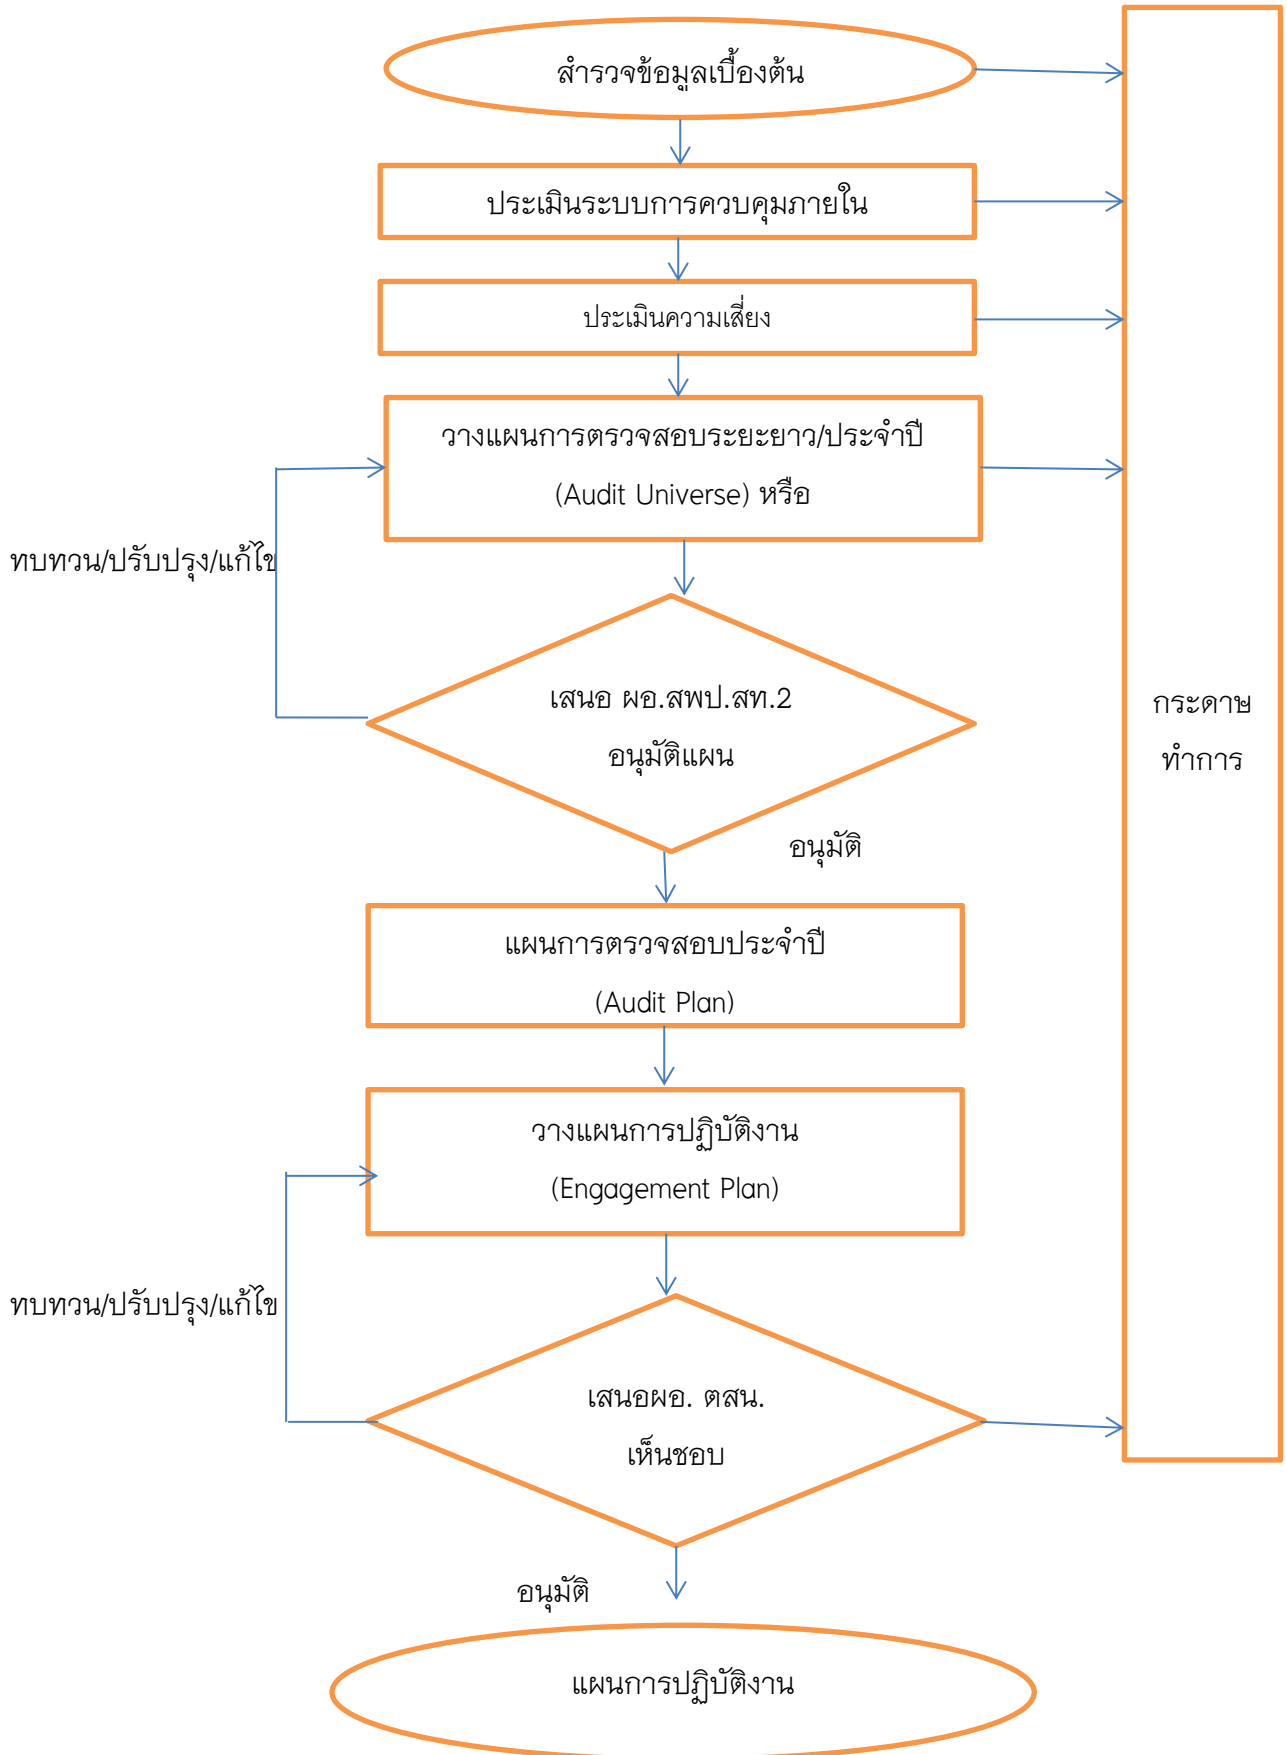 สำรวจข้อมูลเบื้องต้น
ประเมินระบบการควบคุมภายใน
ประเมินความเสี่ยง
วางแผนการตรวจสอบระยะยาว/ประจำปี
(Audit Universe) หรือ
ทบทวน/ปรับปรุง/แก้ไข
เสนอ ผอ.สพป.สท.2
อนุมัติแผน
กระดาษ
ทำการ
อนุมัติ
แผนการตรวจสอบประจำปี
(Audit Plan)
วางแผนการปฏิบัติงาน
(Engagement Plan)
ทบทวน/ปรับปรุง/แก้ไข
เสนอผอ. ตสน.
เห็นชอบ
อนุมัติ
แผนการปฏิบัติงาน